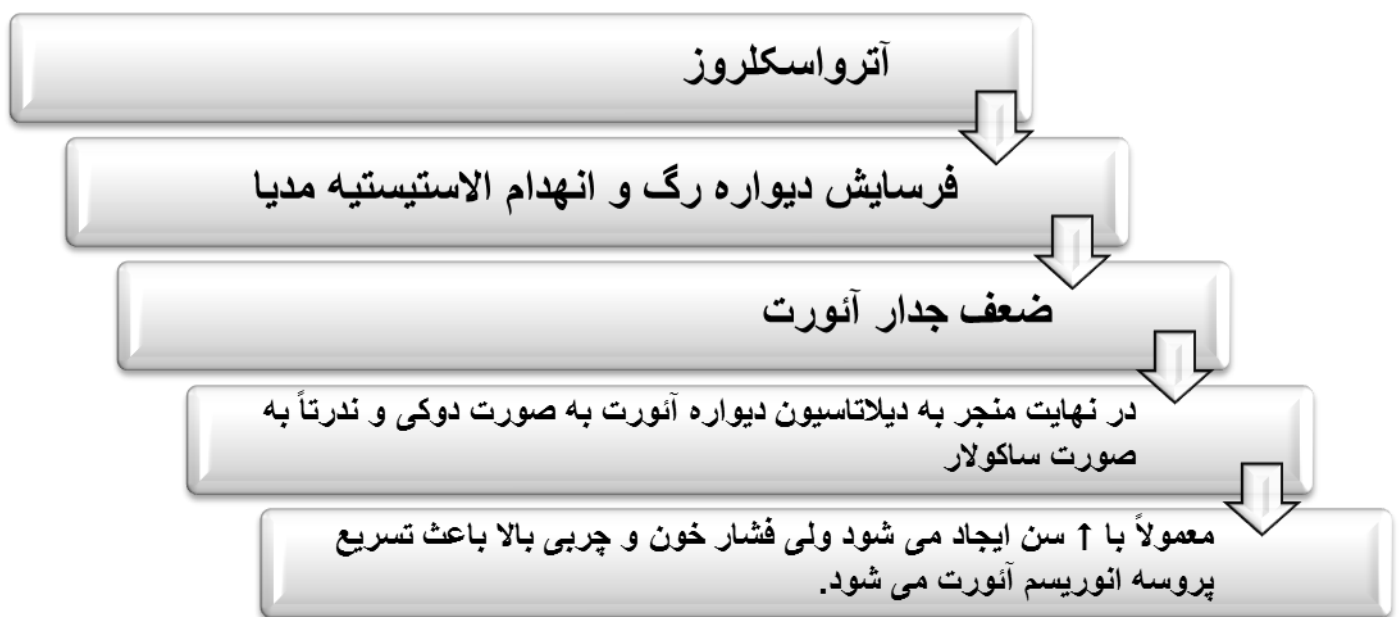 آترواسکلروز
فرسایش دیواره رگ و انهدام الاستیستیه مدیا
ضعف جدار آئورت
در نهایت منجر به دیلاتاسیون دیواره آئورت به صورت دوکی و ندرتاً به
صورت ساکولار
معمولاً با ↑ سن ایجاد می شود ولی فشار خون و چربی بالا باعث تسریع
پروسه انوریسم آئورت می شود.